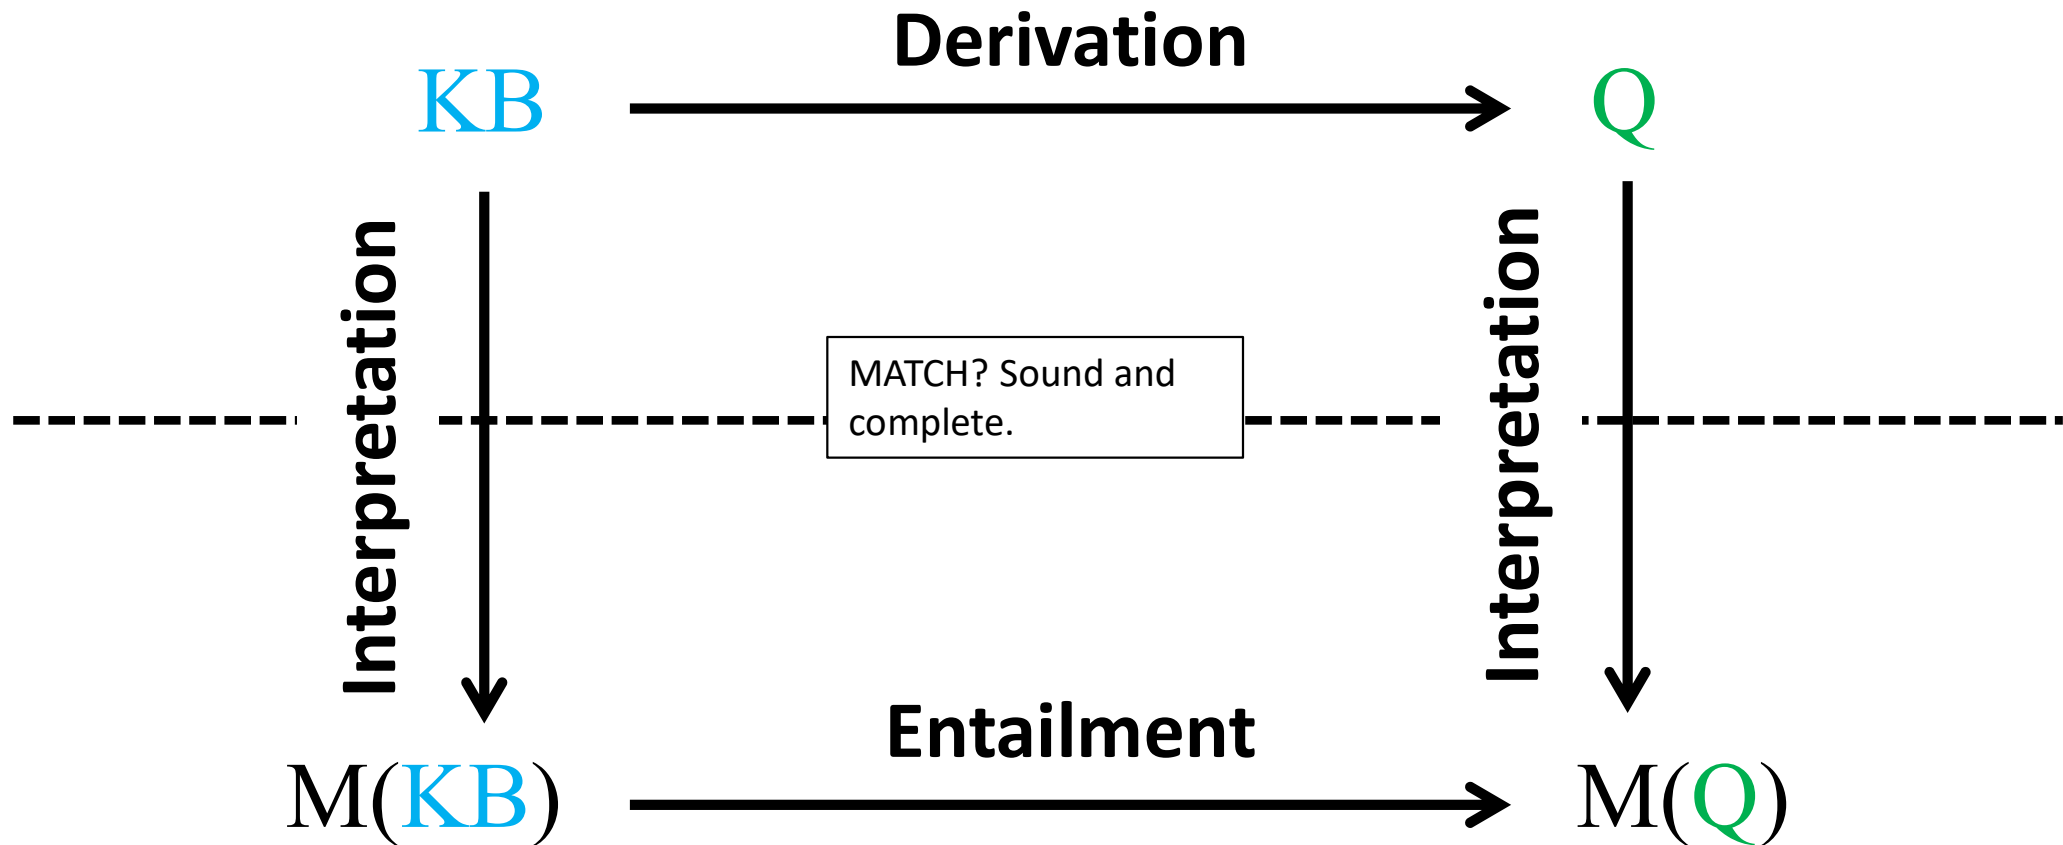 Derivation
KB
Q
Interpretation
Interpretation
MATCH? Sound and
complete.
Entailment
M(KB)
M(Q)